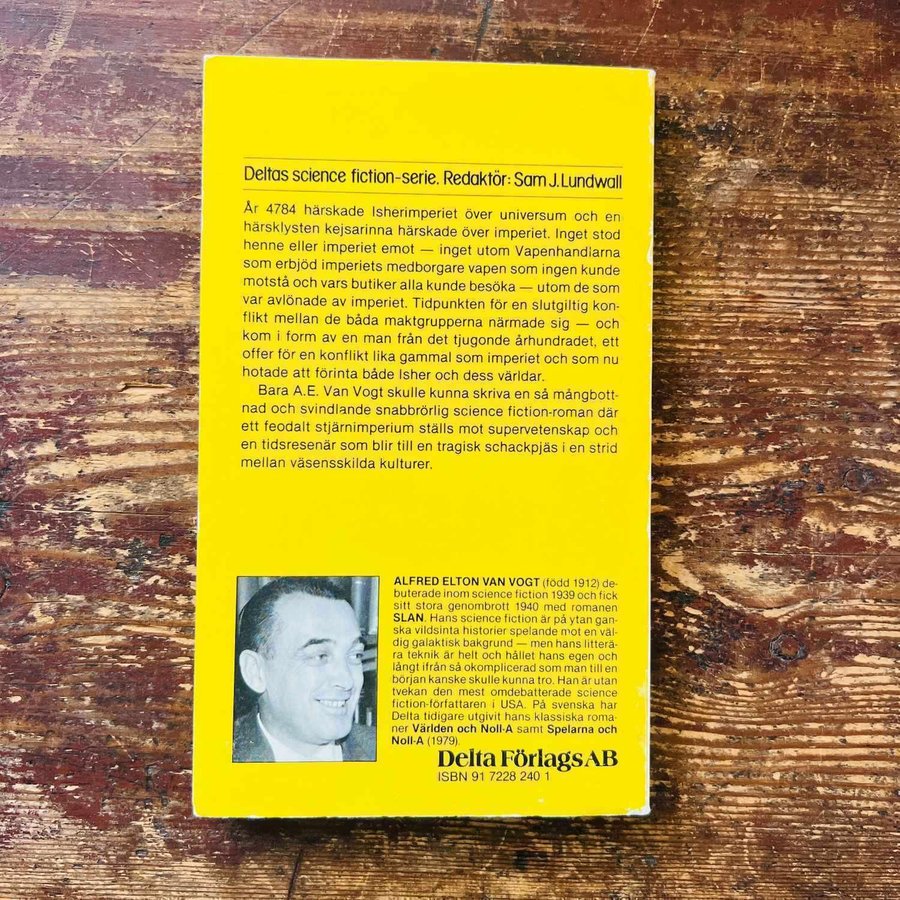 Deltas science fiction-serie. Redaktör: Sam J. Lundwall
År 4784 härskade Isherimperiet över universum och en
härsklysten kejsarinna härskade över imperiet. Inget stod
henne eller imperiet emot — inget utom Vapenhandlarna
som erbjöd imperiets medborgare vapen som ingen kunde
motstå och vars butiker alla kunde besöka — utom de som
var avlönade av imperiet. Tidpunkten för en slutgiltig kon-
flikt mellan de båda maktgrupperna närmade sig — och
kom i form av en man från det tjugonde århundradet, ett
offer för en konflikt lika gammal som imperiet och som nu
hotade att förinta både Isher och dess världar.
Bara A.E. Van Vogt skulle kunna skriva en så mångbott-
nad och svindlande snabbrörlig science fiction-roman där
ett feodalt stjärnimperium ställs mot supervetenskap och
en tidsresenär som blir till en tragisk schackpjäs i en strid
mellan väsensskilda kulturer.
ALFRED ELTON VAN VOGT (född 1912) de-
buterade inom science fiction 1939 och fick
sitt stora genombrott 1940 med romanen
SLAN. Hans science fiction är på ytan gan-
ska vildsinta historier spelande mot en väl-
dig galaktisk bakgrund — men hans litterä-
ra teknik är helt och hållet hans egen och
långt ifrån så okomplicerad som man till en
början kanske skulle kunna tro. Han är utan
tvekan den mest omdebatterade science
fiction-författaren i USA. På svenska har
Delta tidigare utgivit hans klassiska roma-
ner Världen och Noll-A samt Spelarna och
Noll-A (1979).
Delta Förlags AB
ISBN 91 7228 240 1